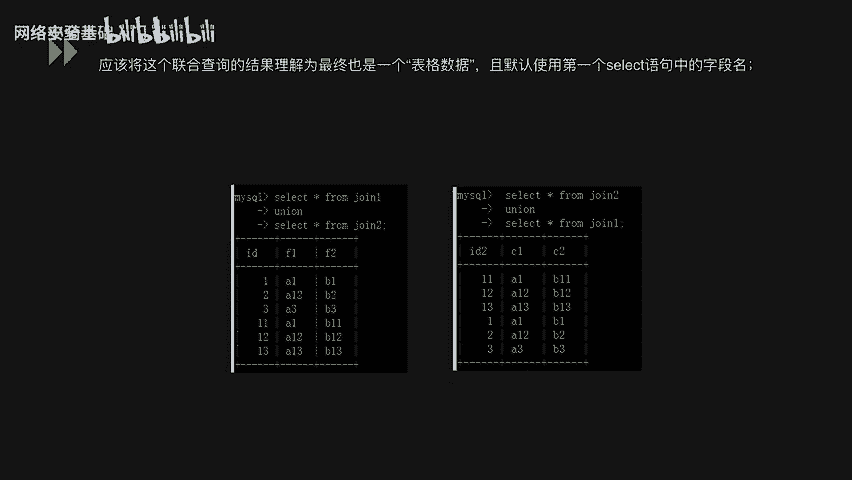 网络安全基础
bilibili
应该将这个联合查询的结果理解为最终也是一个“表格数据”，且默认使用第一个select语句中的字段名；
mysql> select * from join1
-> union
-> select * from join2;
id f1 f2
1 a1 b1
2 a12 b2
3 a3 b3
11 a1 b11
12 a12 b12
13 a13 b13
mysql> select * from join2
-> union
-> select * from join1;
id2 c1 c2
11 a1 b11
12 a12 b12
13 a13 b13
1 a1 b1
2 a12 b2
3 a3 b3